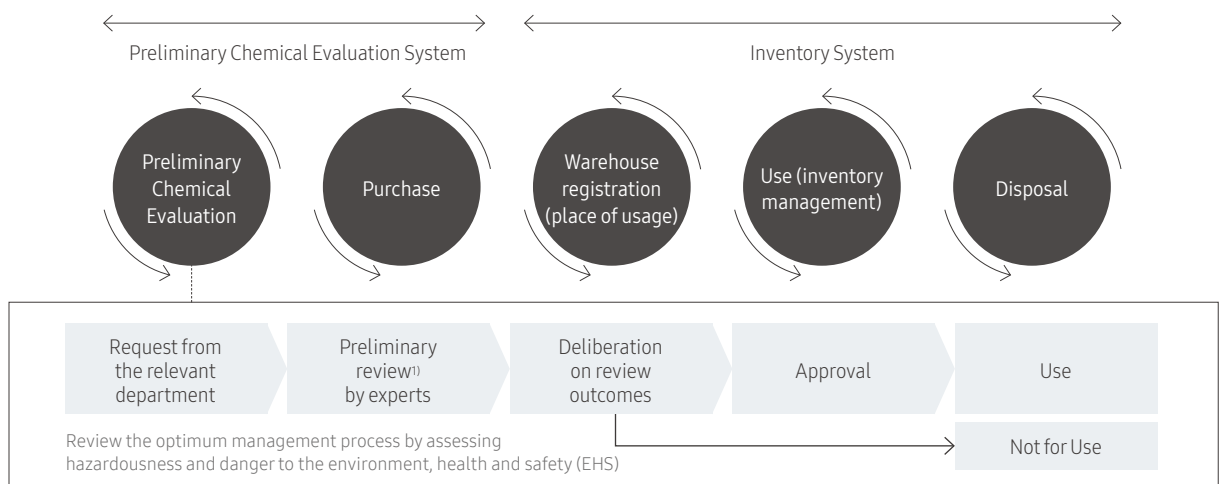 Preliminary Chemical Evaluation System
Inventory System
Preliminary
Chemical
Evaluation
Purchase
Warehouse
registration
(place of usage)
Use (inventory
management)
Disposal
Request from
the relevant
department
Preliminary
review¹⁾
by experts
Deliberation
on review
outcomes
Approval
Use
Not for Use
Review the optimum management process by assessing
hazardousness and danger to the environment, health and safety (EHS)